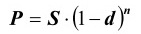 P = S · (1 – d)ⁿ